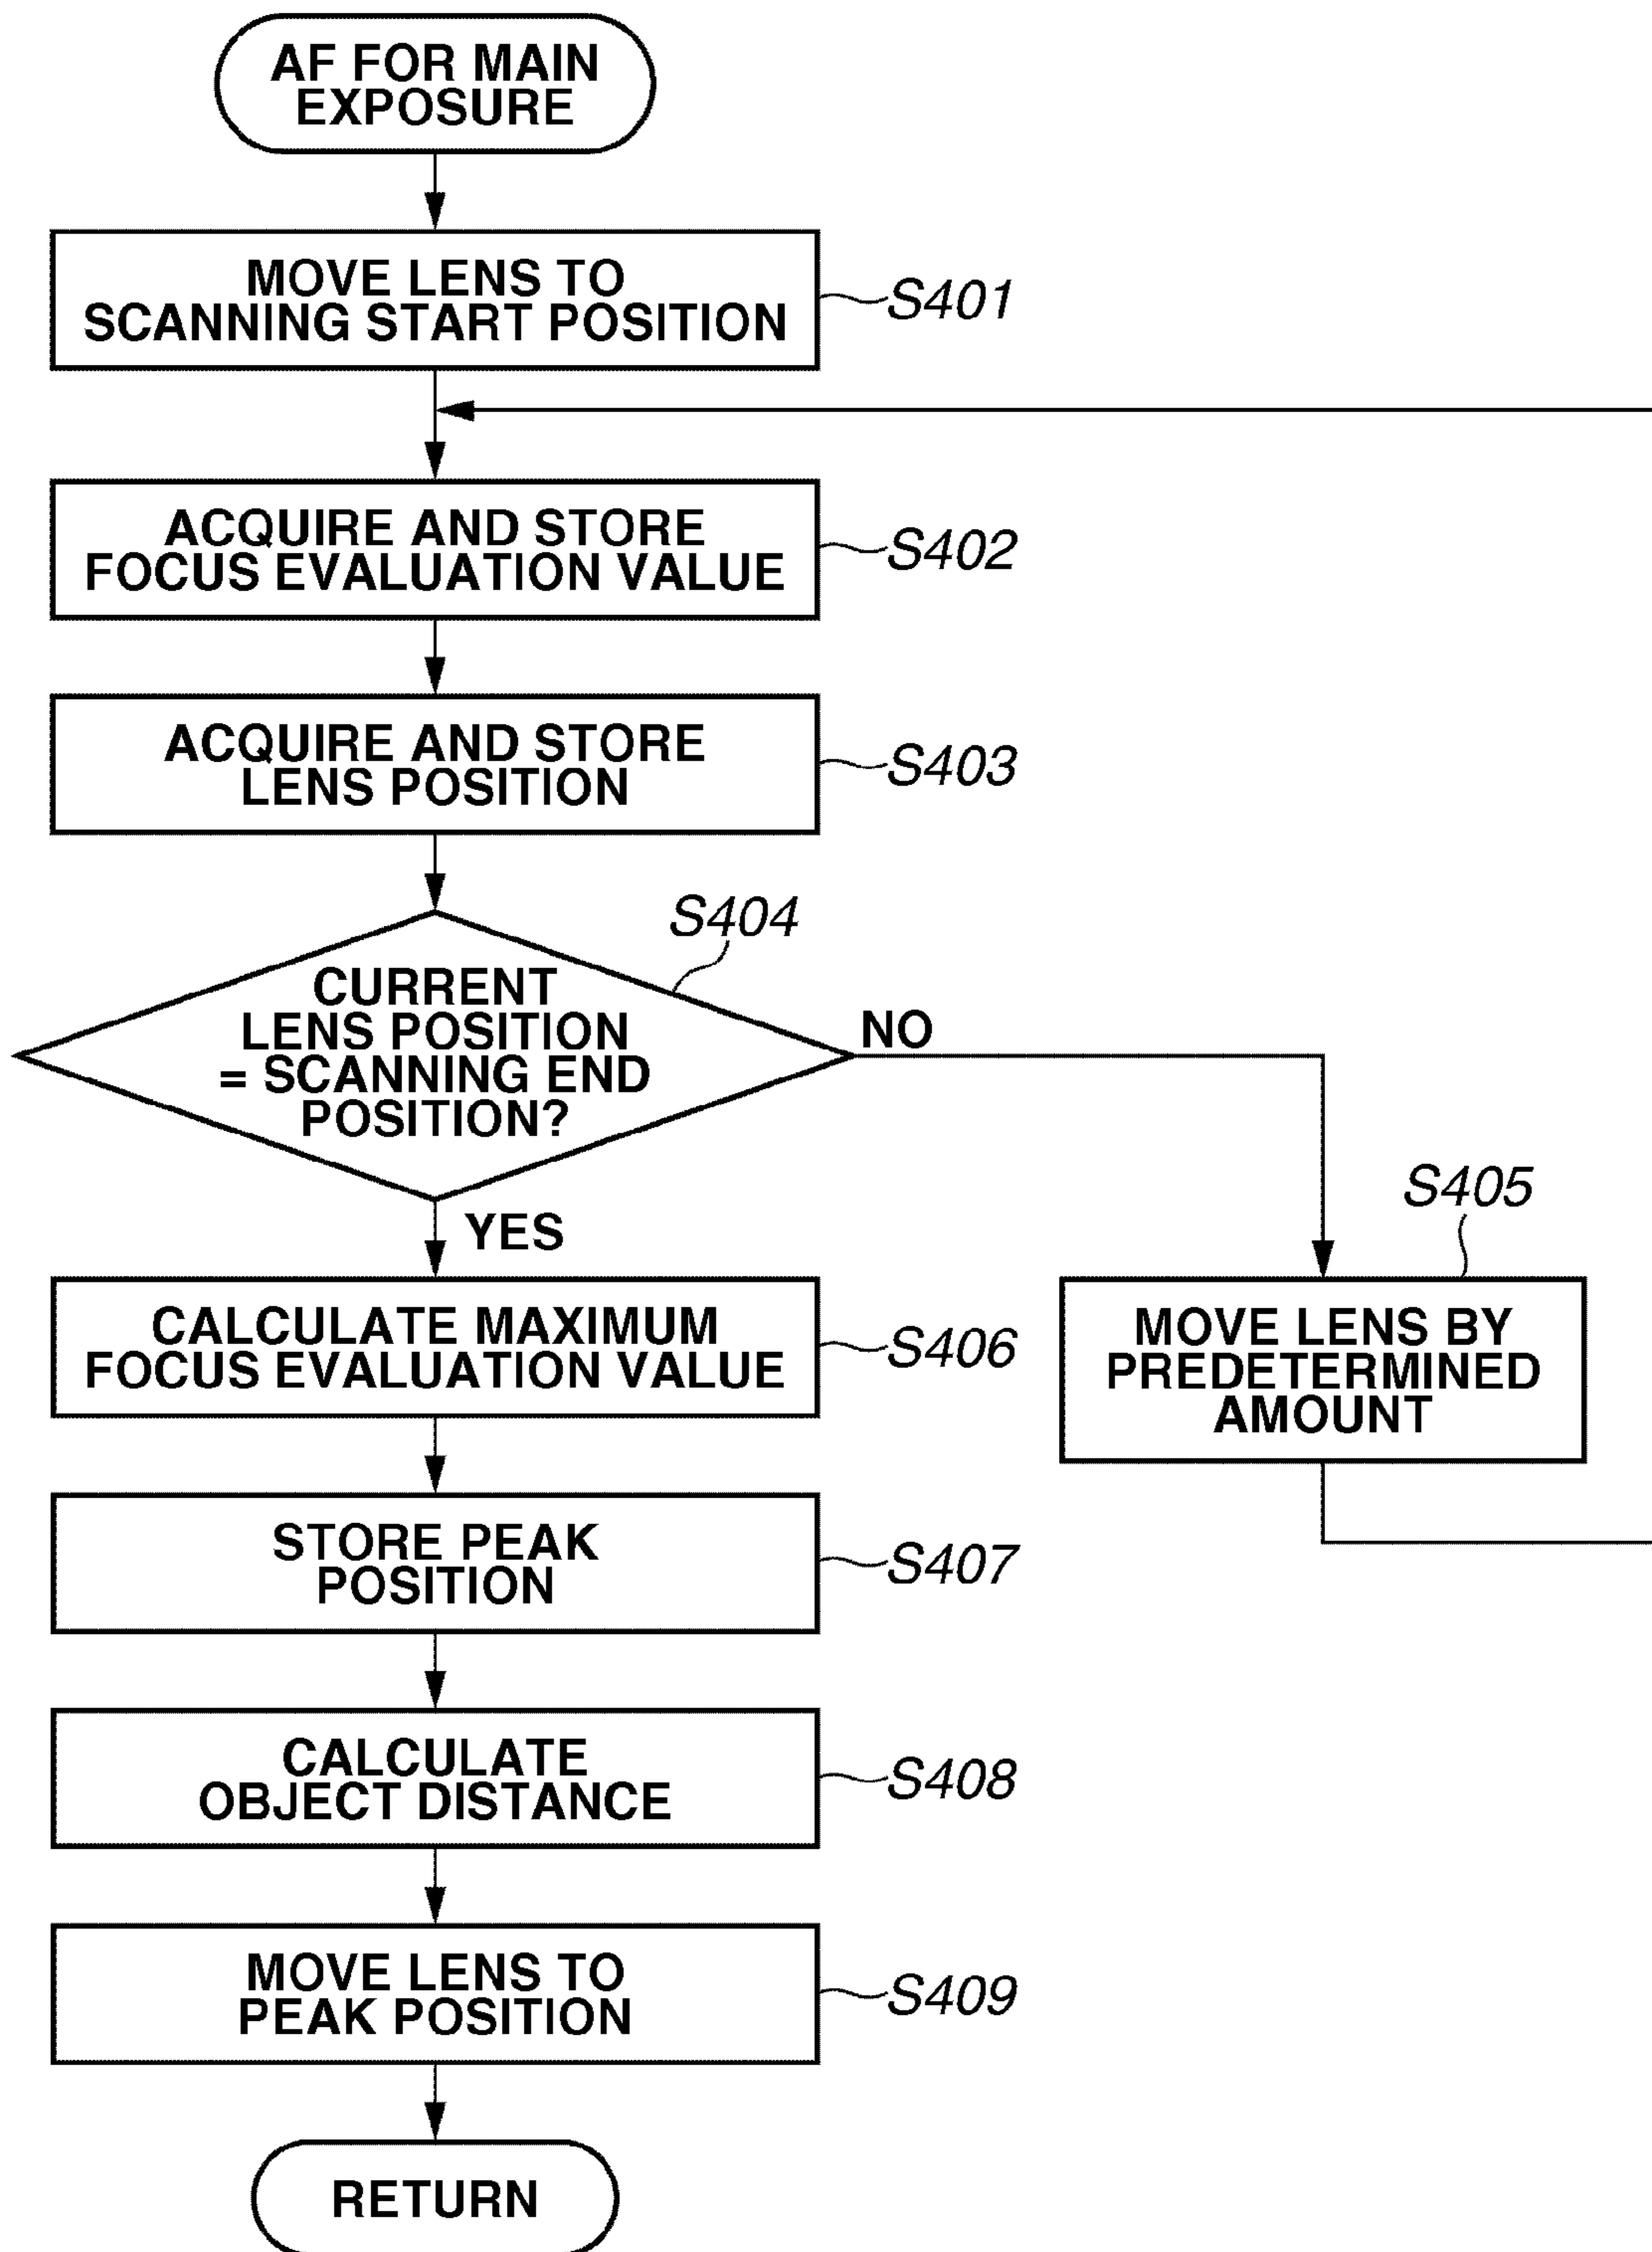 AF FOR MAIN
EXPOSURE
MOVE LENS TO
SCANNING START POSITION
S401
ACQUIRE AND STORE
FOCUS EVALUATION VALUE
S402
ACQUIRE AND STORE
LENS POSITION
S403
S404
CURRENT
LENS POSITION
= SCANNING END
POSITION?
NO
YES
S405
MOVE LENS BY
PREDETERMINED
AMOUNT
CALCULATE MAXIMUM
FOCUS EVALUATION VALUE
S406
STORE PEAK
POSITION
S407
CALCULATE
OBJECT DISTANCE
S408
MOVE LENS TO
PEAK POSITION
S409
RETURN